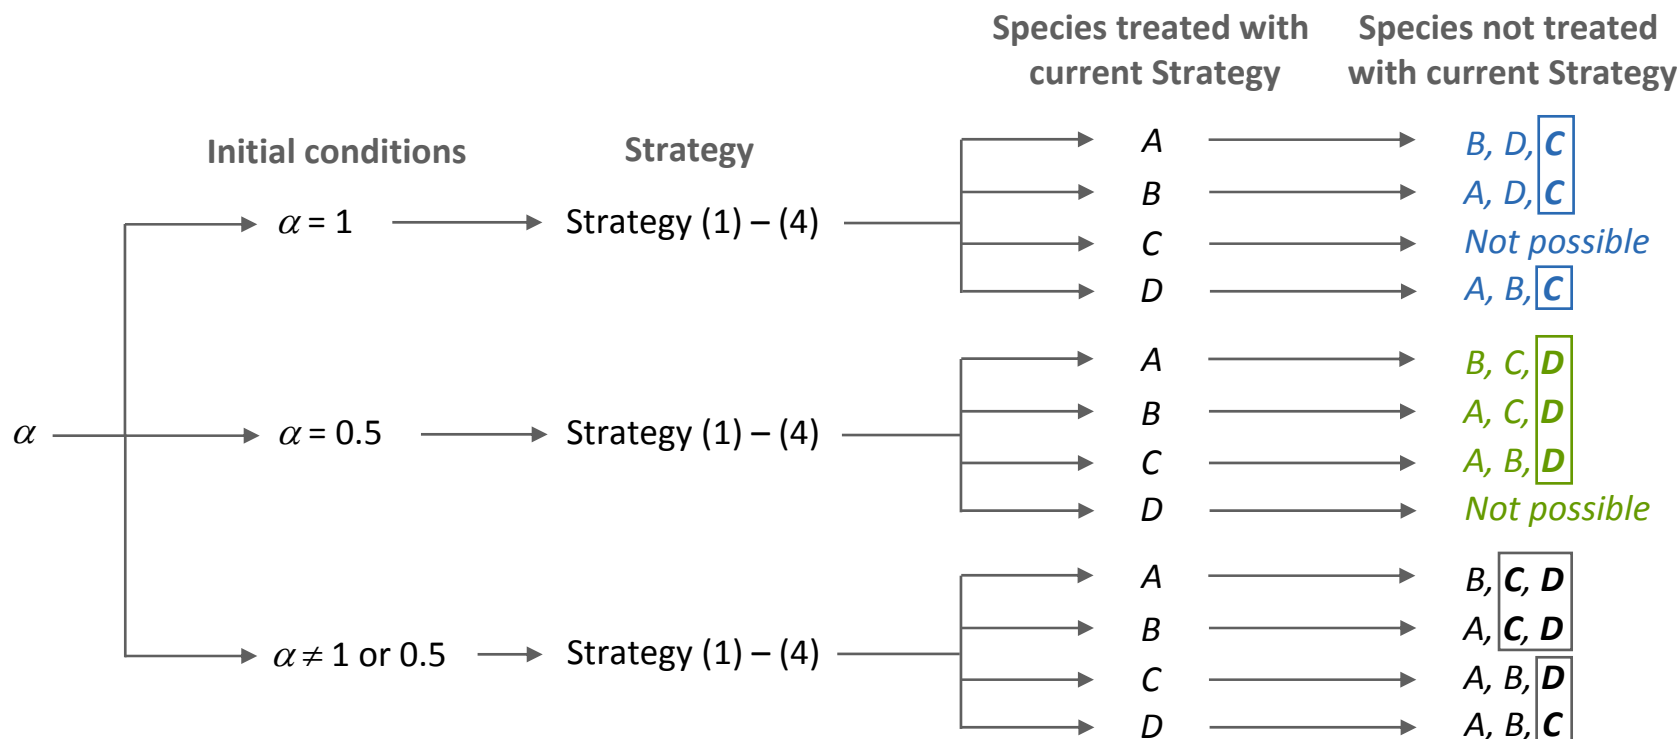 Species treated with current Strategy
Species not treated with current Strategy
Initial conditions
Strategy
α
α = 1
Strategy (1) – (4)
A
B, D, C
B
A, D, C
C
Not possible
D
A, B, C
α = 0.5
Strategy (1) – (4)
A
B, C, D
B
A, C, D
C
A, B, D
D
Not possible
α ≠ 1 or 0.5
Strategy (1) – (4)
A
B, C, D
B
A, C, D
C
A, B, D
D
A, B, C